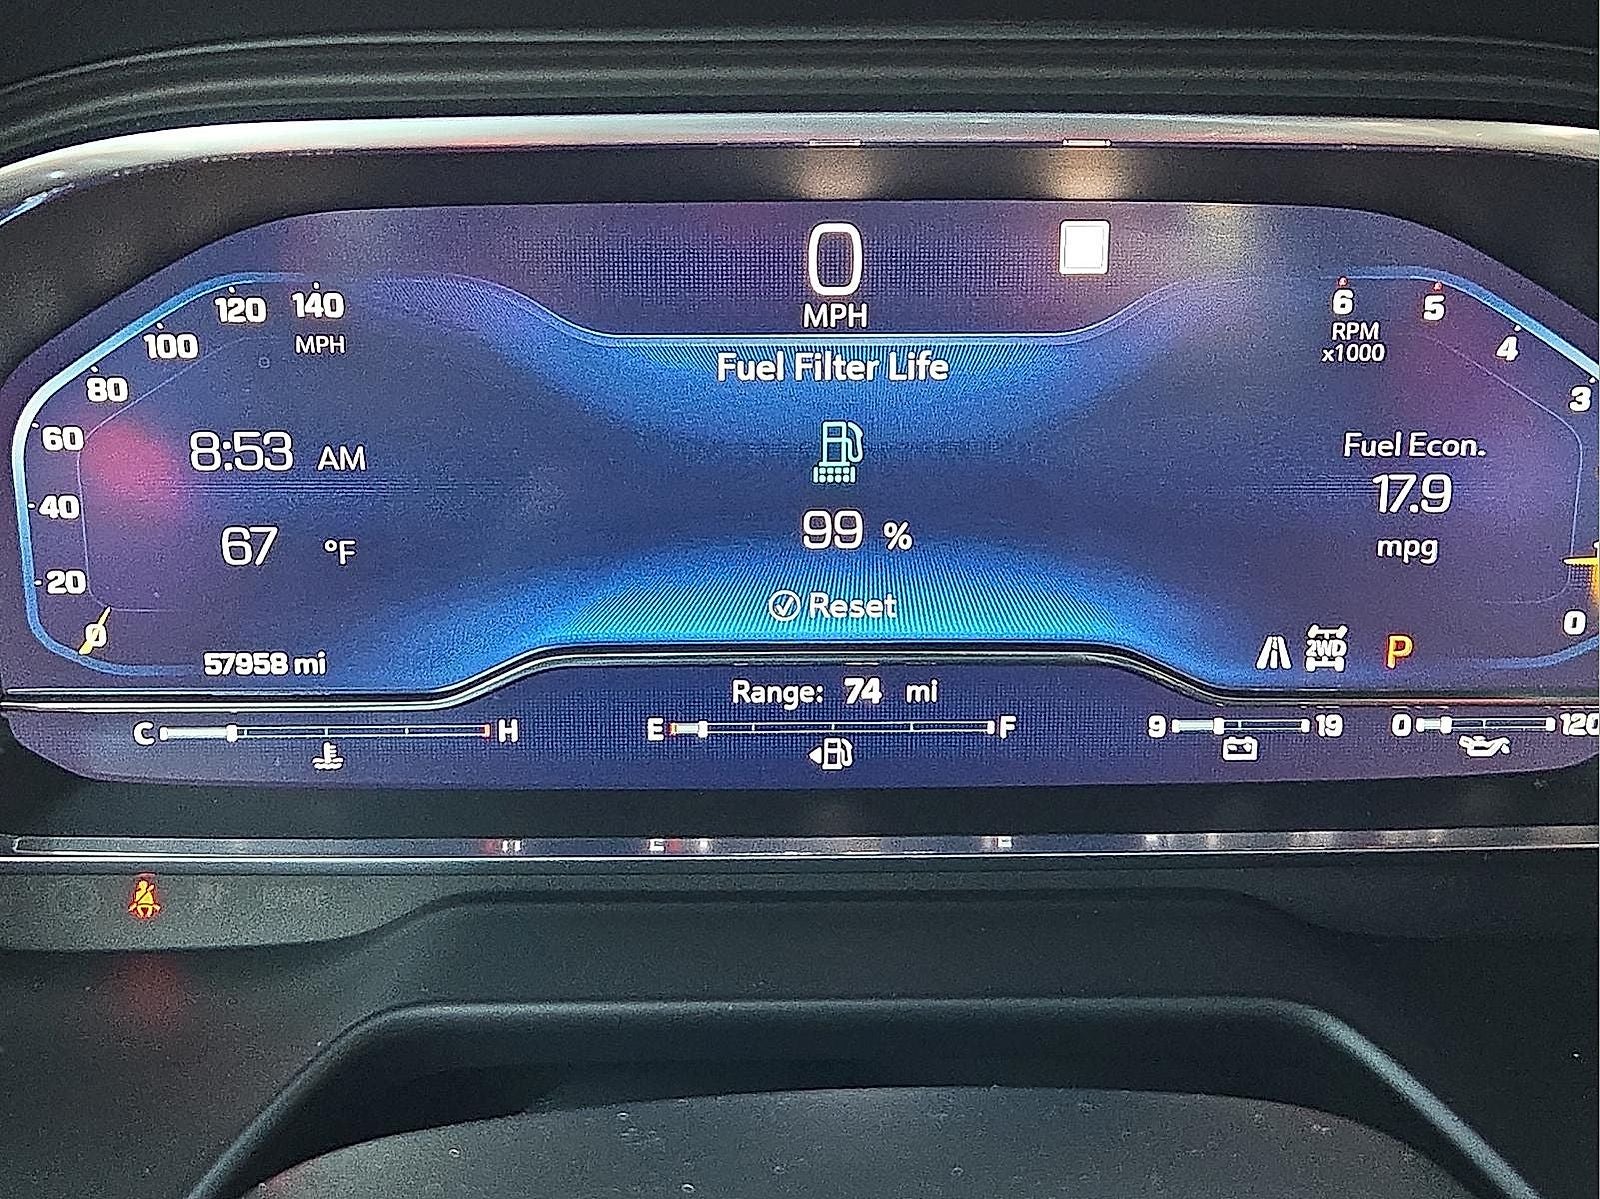 0
MPH
120 140
MPH
100
80
60
40
20
0
8:53 AM
67 °F
57958 mi
Fuel Filter Life
99 %
Reset
6 5
RPM
x1000
4
3
0
Fuel Econ.
17.9
mpg
2WD
P
Range: 74 mi
C H
E F
9 19
0 120